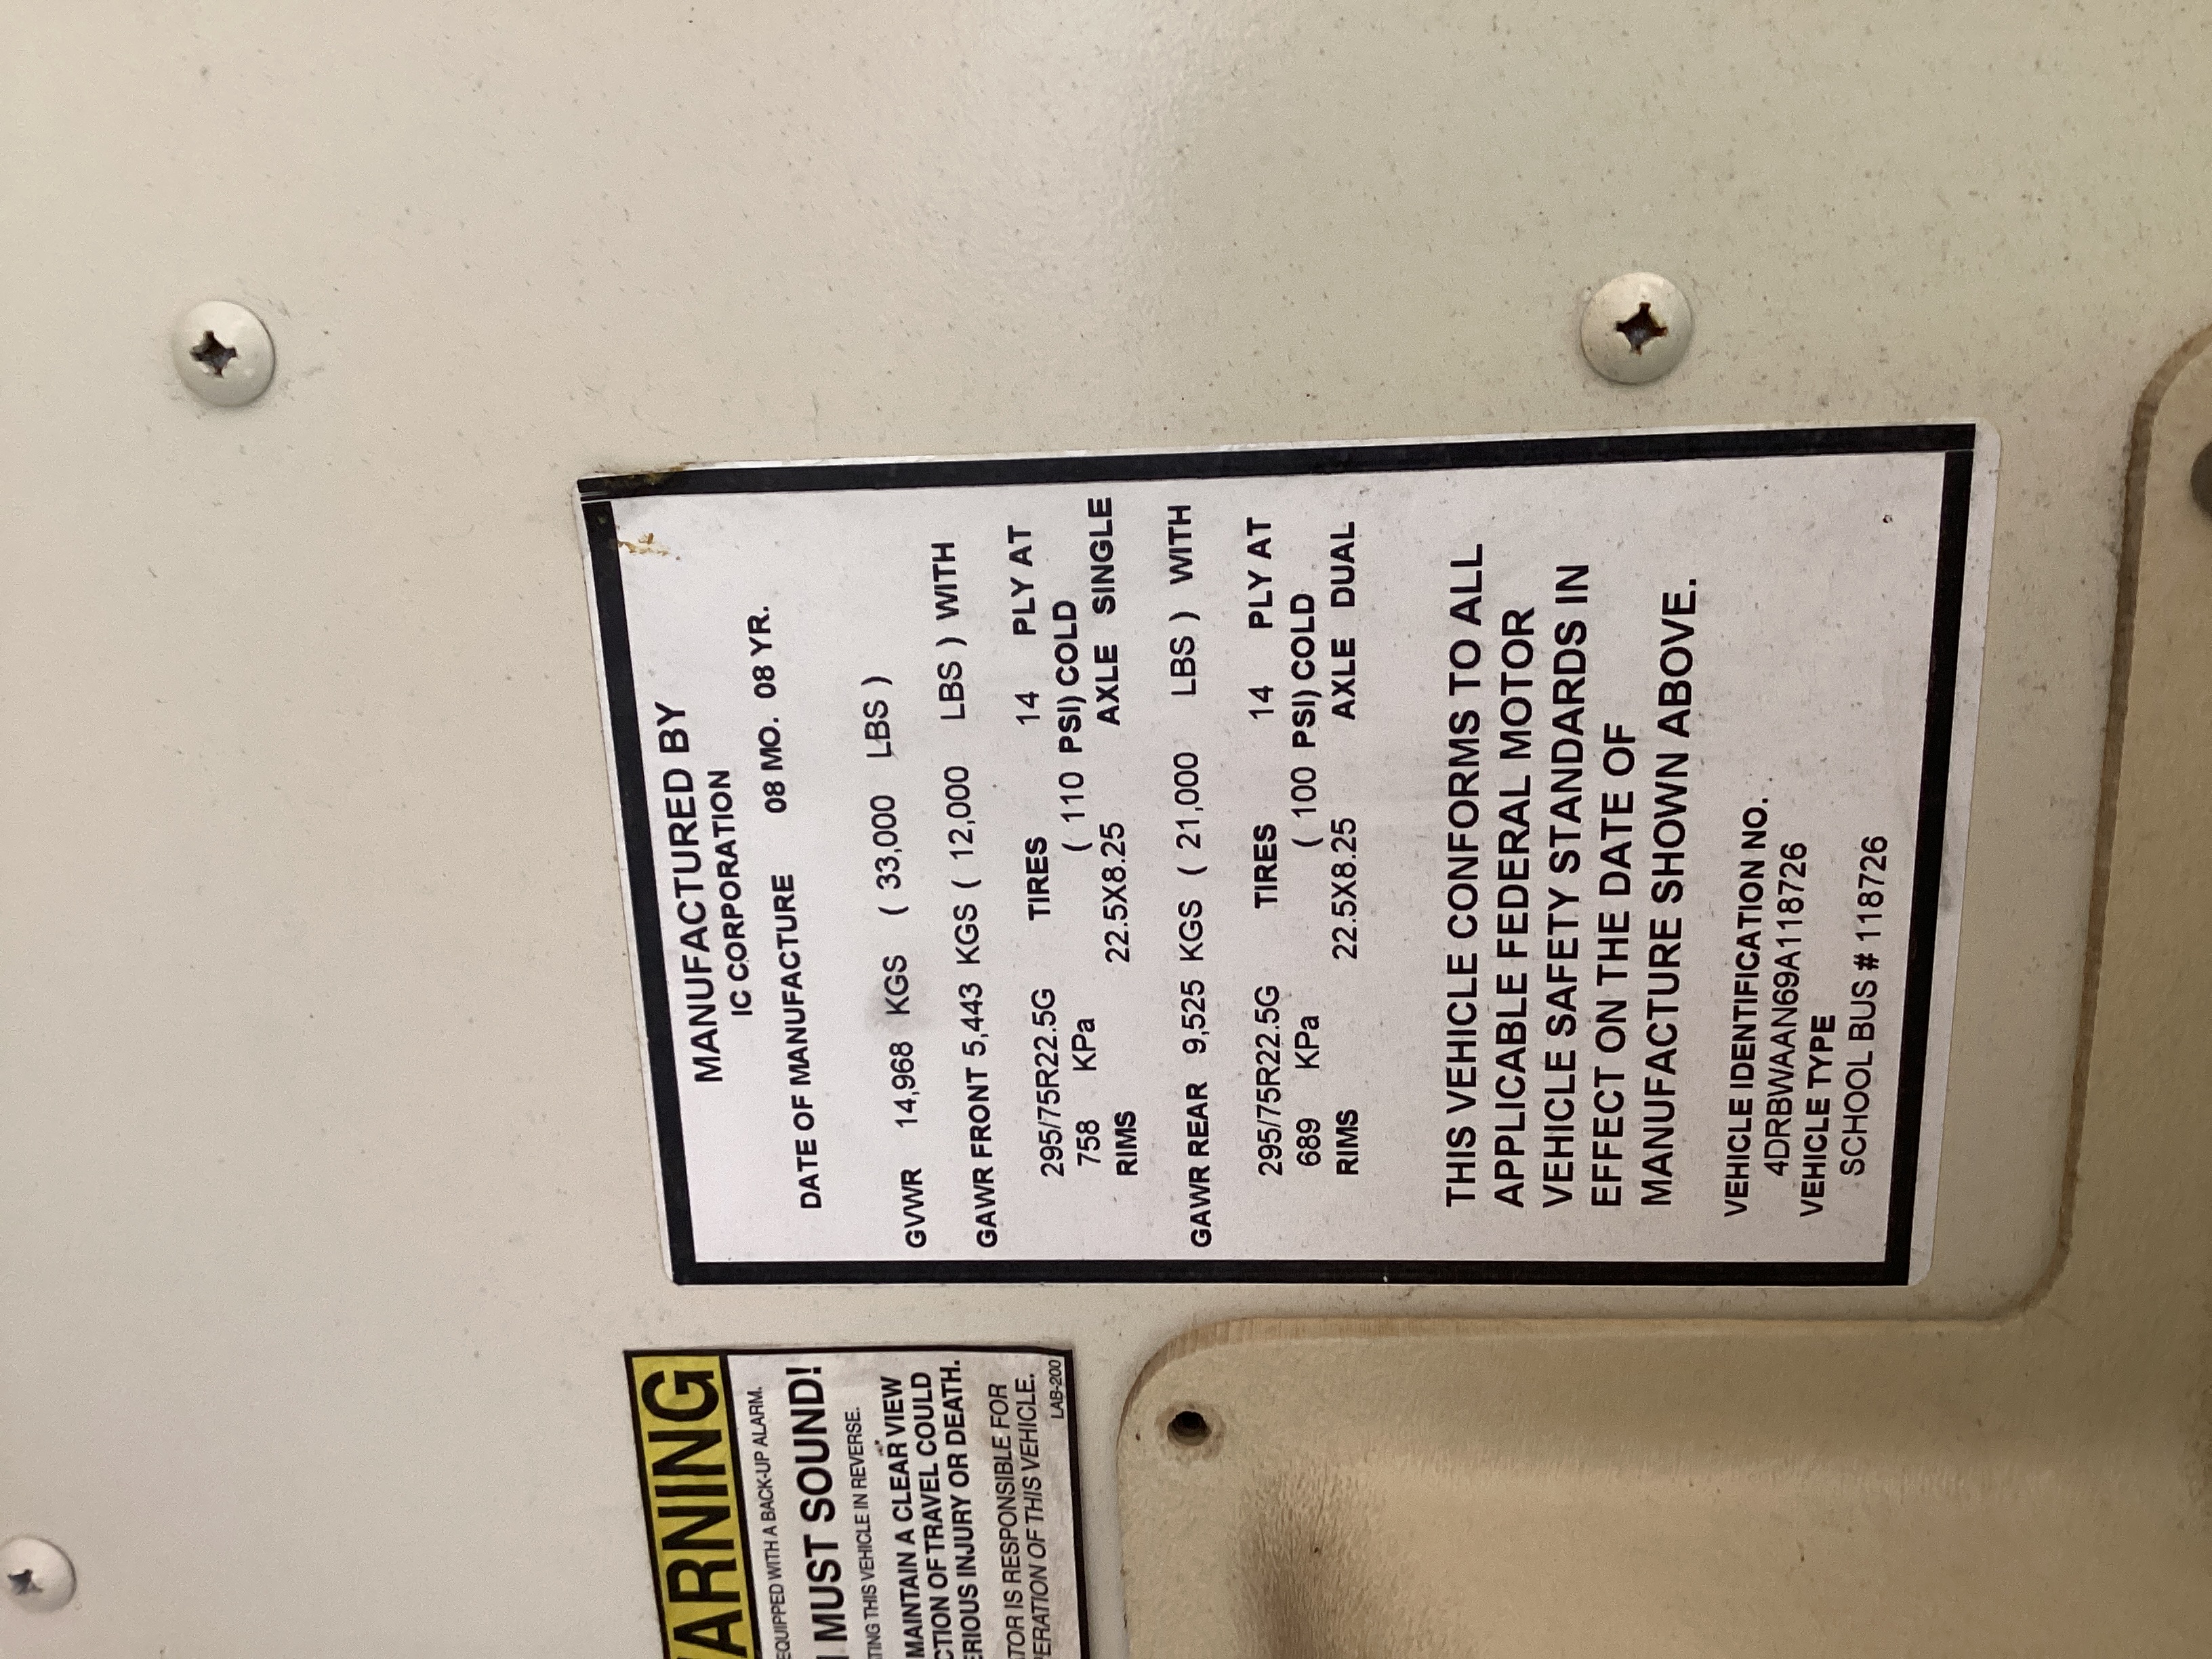 MANUFACTURED BY
IC CORPORATION
DATE OF MANUFACTURE 08 MO. 08 YR.
GVWR 14,968 KGS ( 33,000 LBS )
GAWR FRONT 5,443 KGS ( 12,000 LBS ) WITH
295/75R22.5G TIRES 14 PLY AT
758 KPa ( 110 PSI) COLD
RIMS 22.5X8.25 AXLE SINGLE
GAWR REAR 9,525 KGS ( 21,000 LBS ) WITH
295/75R22.5G TIRES 14 PLY AT
689 KPa ( 100 PSI) COLD
RIMS 22.5X8.25 AXLE DUAL
THIS VEHICLE CONFORMS TO ALL
APPLICABLE FEDERAL MOTOR
VEHICLE SAFETY STANDARDS IN
EFFECT ON THE DATE OF
MANUFACTURE SHOWN ABOVE.
VEHICLE IDENTIFICATION NO.
4DRBWAAN69A118726
VEHICLE TYPE
SCHOOL BUS # 118726
ARNING
EQUIPPED WITH A BACK-UP ALARM.
MUST SOUND!
TING THIS VEHICLE IN REVERSE.
MAINTAIN A CLEAR VIEW
CTION OF TRAVEL COULD
ERIOUS INJURY OR DEATH.
TOR IS RESPONSIBLE FOR
PERATION OF THIS VEHICLE.
LAB-200